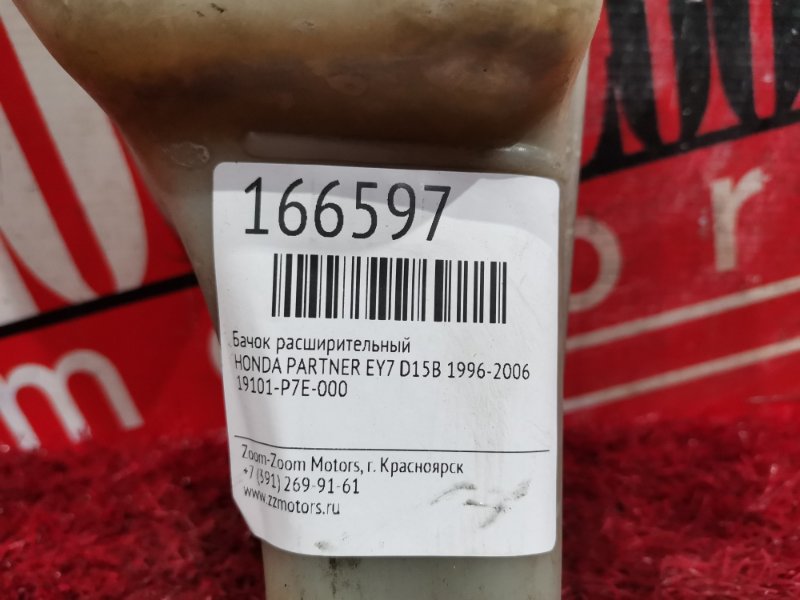 166597
Бачок расширительный
HONDA PARTNER EY7 D15B 1996-2006
19101-P7E-000
Zoom-Zoom Motors, г. Красноярск
+7 (391) 269-91-61
www.zzmotors.ru